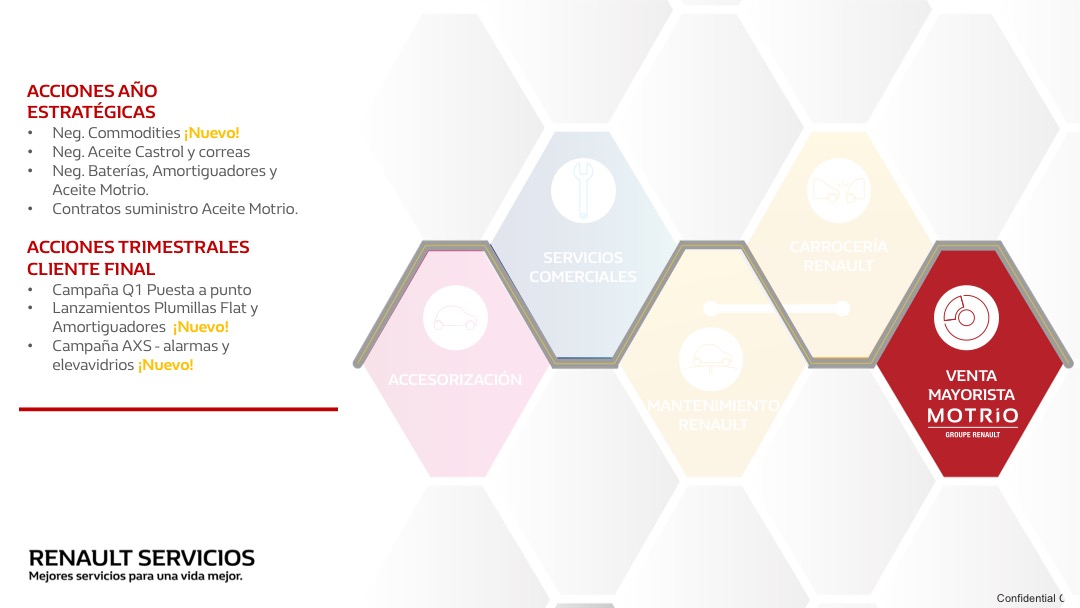 ACCIONES AÑO
ESTRATÉGICAS
• Neg. Commodities ¡Nuevo!
• Neg. Aceite Castrol y correas
• Neg. Baterías, Amortiguadores y
Aceite Motrio.
• Contratos suministro Aceite Motrio.
ACCIONES TRIMESTRALES
CLIENTE FINAL
• Campaña Q1 Puesta a punto
• Lanzamientos Plumillas Flat y
Amortiguadores ¡Nuevo!
• Campaña AXS - alarmas y
elevavidrios ¡Nuevo!
ACCESORIZACIÓN
SERVICIOS
COMERCIALES
MANTENIMIENTO
RENAULT
CARROCERÍA
RENAULT
VENTA
MAYORISTA
MOTRiO
GROUPE RENAULT
RENAULT SERVICIOS
Mejores servicios para una vida mejor.
Confidential